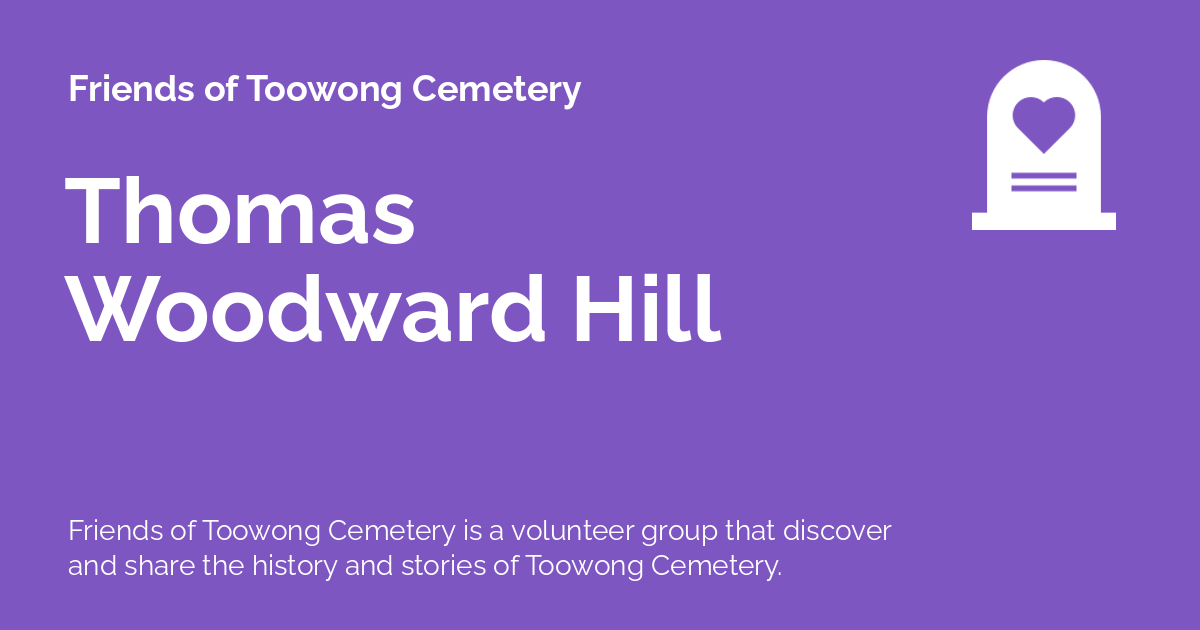 Friends of Toowong Cemetery
Thomas
Woodward Hill
Friends of Toowong Cemetery is a volunteer group that discover
and share the history and stories of Toowong Cemetery.